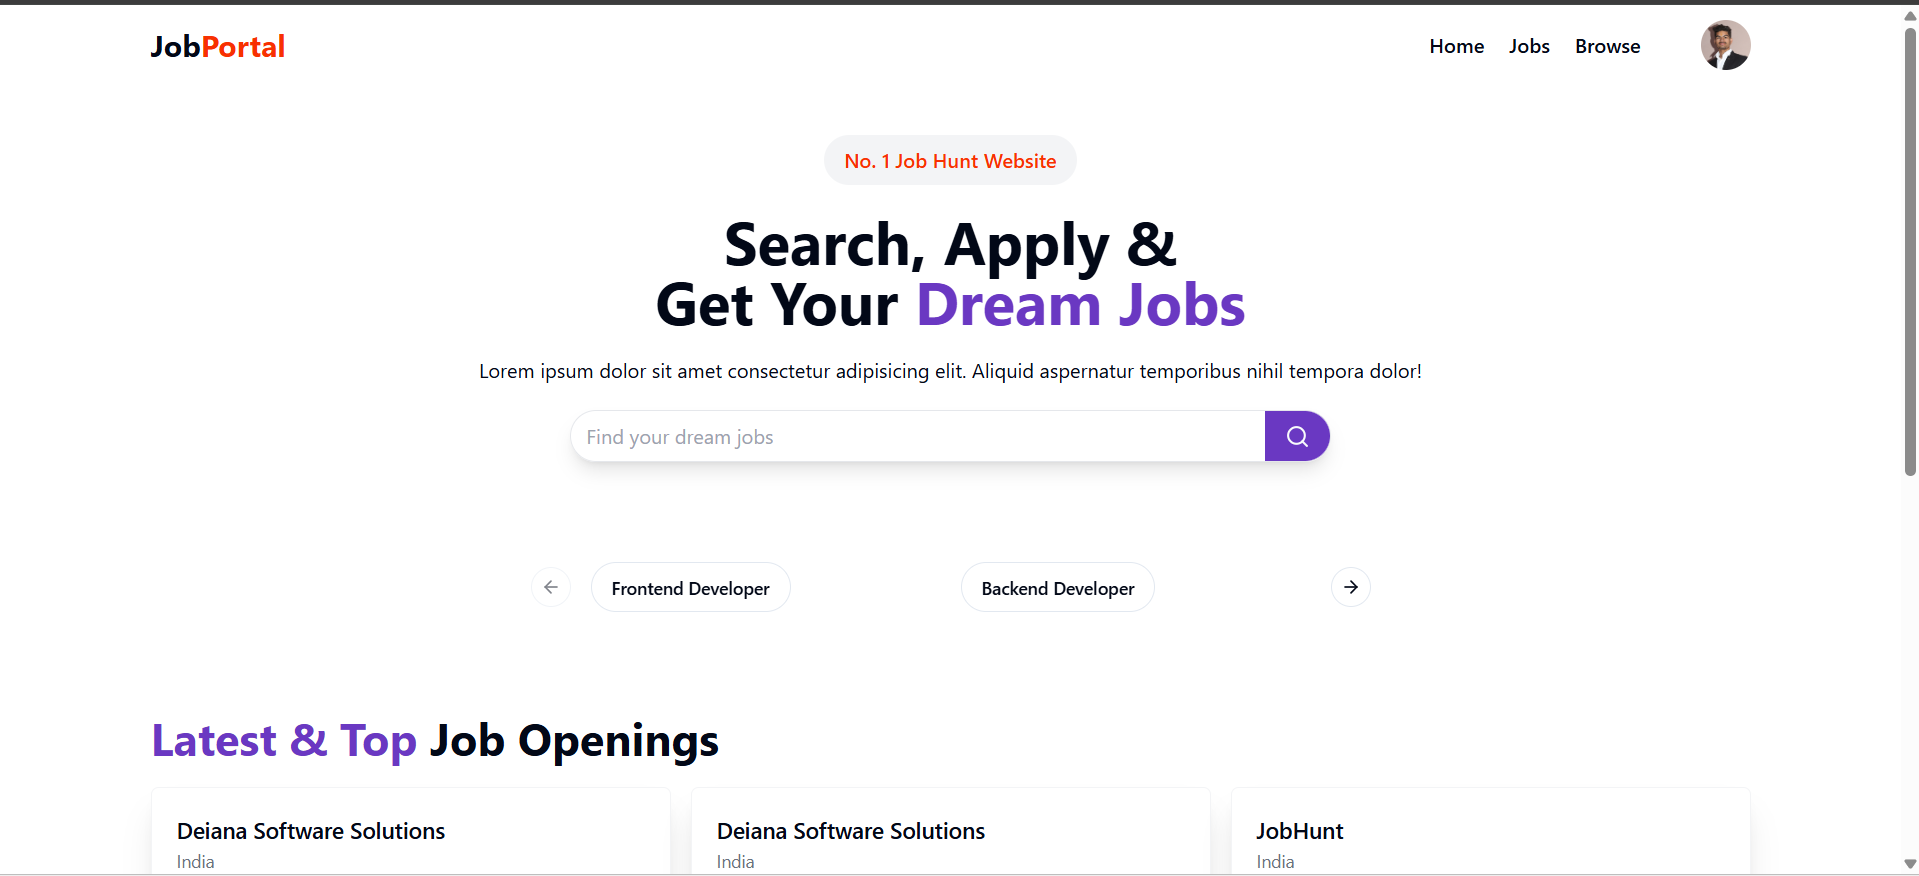 JobPortal
Home Jobs Browse
No. 1 Job Hunt Website
Search, Apply &
Get Your Dream Jobs
Lorem ipsum dolor sit amet consectetur adipisicing elit. Aliquid aspernatur temporibus nihil tempora dolor!
Find your dream jobs
Frontend Developer
Backend Developer
Latest & Top Job Openings
Deiana Software Solutions
India
Deiana Software Solutions
India
JobHunt
India